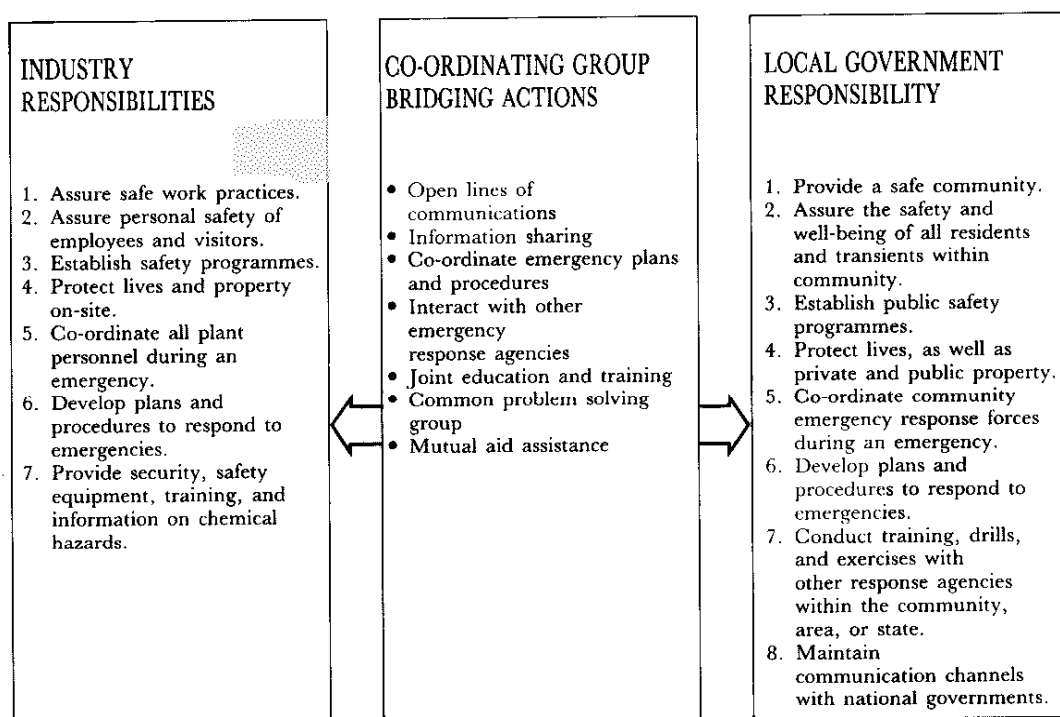 INDUSTRY
RESPONSIBILITIES
1. Assure safe work practices.
2. Assure personal safety of
employees and visitors.
3. Establish safety programmes.
4. Protect lives and property
on-site.
5. Co-ordinate all plant
personnel during an
emergency.
6. Develop plans and
procedures to respond to
emergencies.
7. Provide security, safety
equipment, training, and
information on chemical
hazards.
CO-ORDINATING GROUP
BRIDGING ACTIONS
• Open lines of
communications
• Information sharing
• Co-ordinate emergency plans
and procedures
• Interact with other
emergency
response agencies
• Joint education and training
• Common problem solving
group
• Mutual aid assistance
LOCAL GOVERNMENT
RESPONSIBILITY
1. Provide a safe community.
2. Assure the safety and
well-being of all residents
and transients within
community.
3. Establish public safety
programmes.
4. Protect lives, as well as
private and public property.
5. Co-ordinate community
emergency response forces
during an emergency.
6. Develop plans and
procedures to respond to
emergencies.
7. Conduct training, drills,
and exercises with
other response agencies
within the community,
area, or state.
8. Maintain
communication channels
with national governments.